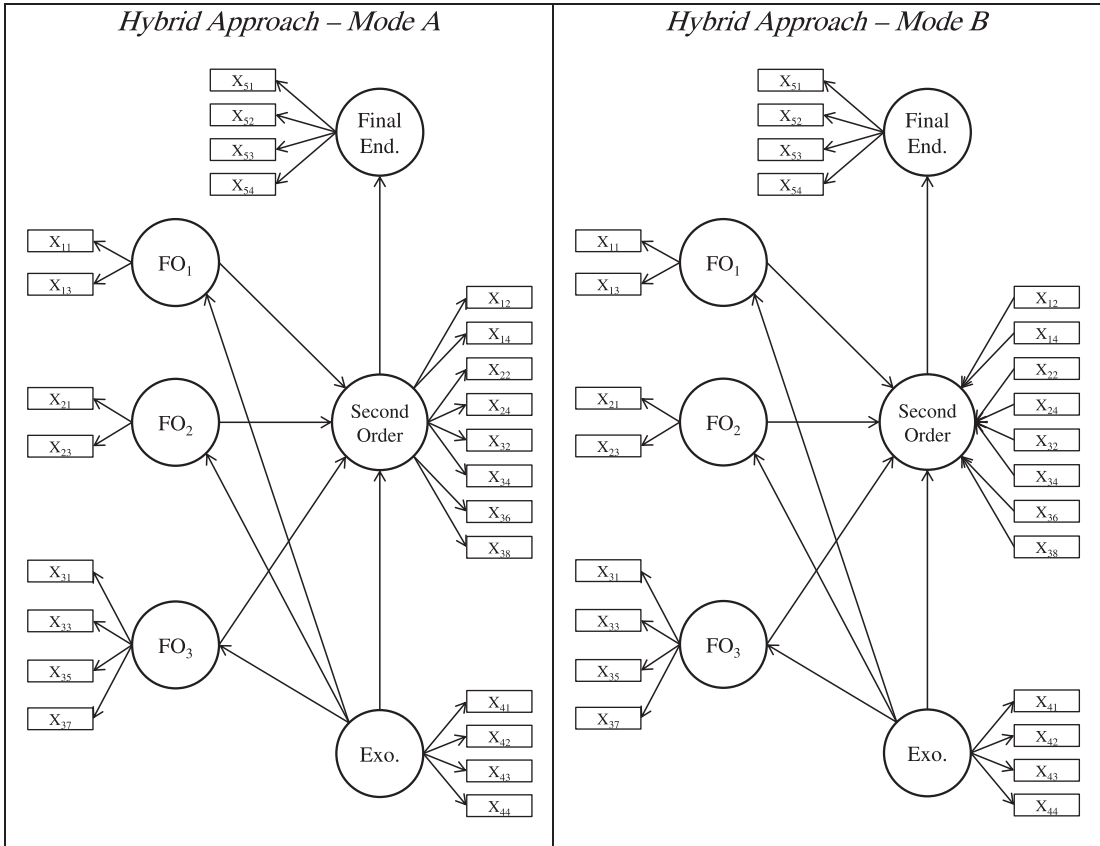 Hybrid Approach – Mode A
X51
X52
X53
X54
Final
End.
X11
X13
FO1
X12
X14
X22
X24
X32
X34
X36
X38
X21
X23
FO2
Second
Order
X31
X33
X35
X37
FO3
Exo.
X41
X42
X43
X44
Hybrid Approach – Mode B
X51
X52
X53
X54
Final
End.
X11
X13
FO1
X12
X14
X22
X24
X32
X34
X36
X38
X21
X23
FO2
Second
Order
X31
X33
X35
X37
FO3
Exo.
X41
X42
X43
X44